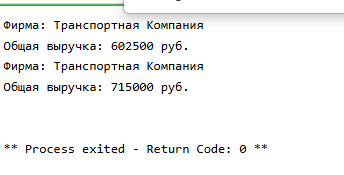 Фирма: Транспортная Компания
Общая выручка: 602500 руб.
Фирма: Транспортная Компания
Общая выручка: 715000 руб.
** Process exited - Return Code: 0 **